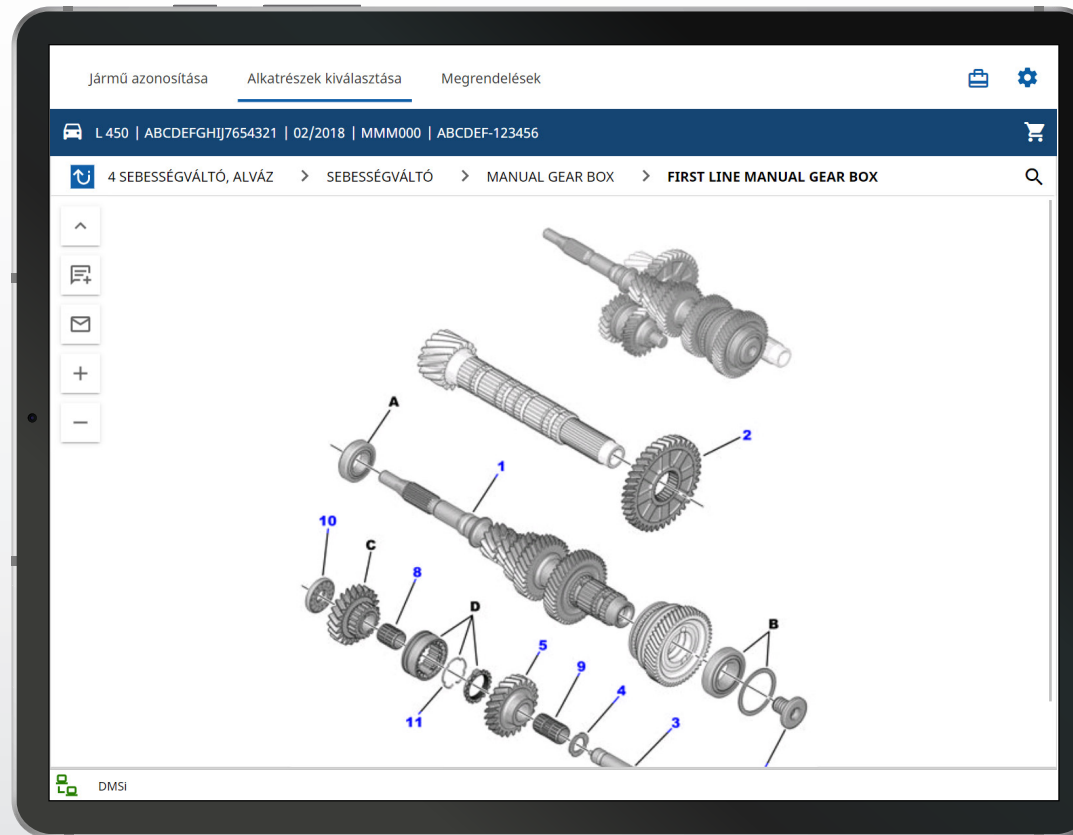 Jármű azonosítása Alkatrészek kiválasztása Megrendelések
L 450 | ABCDEFGHIJ7654321 | 02/2018 | MMM000 | ABCDEF-123456
4 SEBESSÉGVÁLTÓ, ALVÁZ > SEBESSÉGVÁLTÓ > MANUAL GEAR BOX > FIRST LINE MANUAL GEAR BOX
A
2
1
10
C
8
D
B
5
9
4
11
3
DMSi